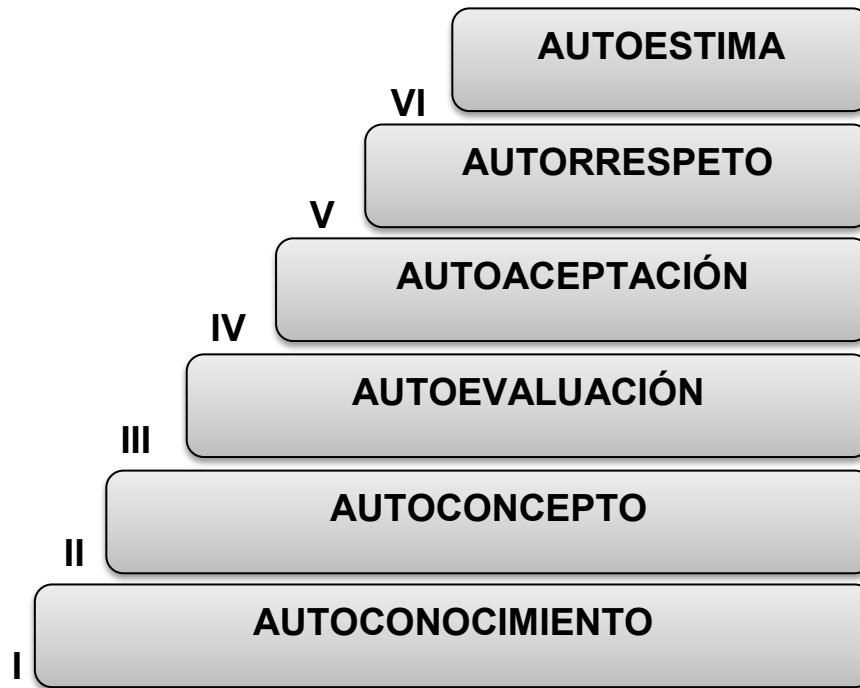 AUTOESTIMA
VI
AUTORRESPETO
V
AUTOACEPTACIÓN
IV
AUTOEVALUACIÓN
III
AUTOCONCEPTO
II
AUTOCONOCIMIENTO
I